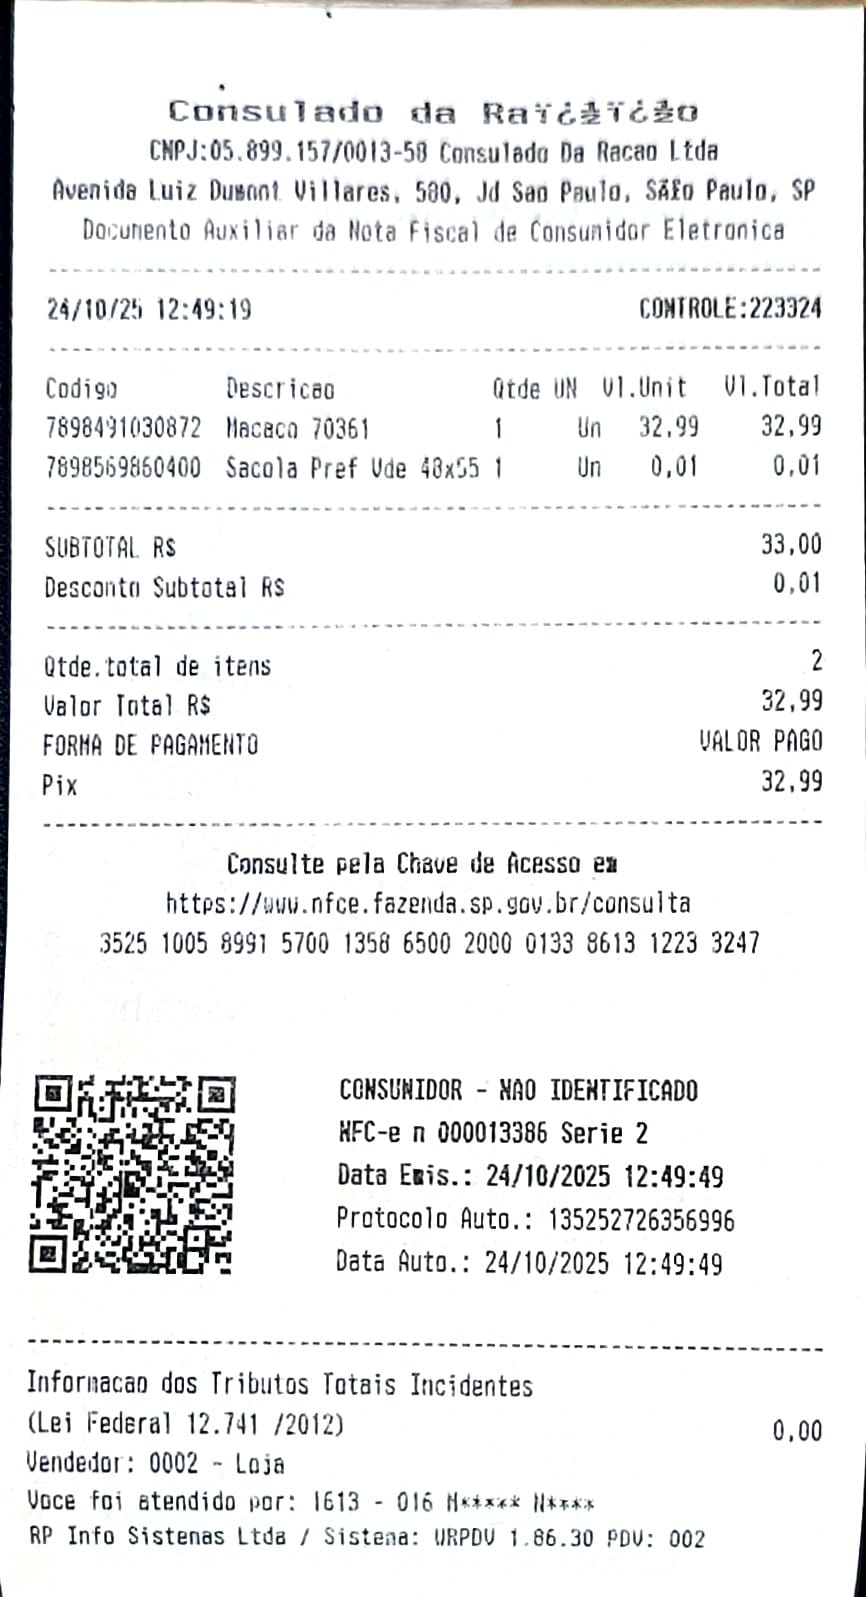 Consulado da Raï¿½ï¿½o
CNPJ:05.899.157/0013-58 Consulado Da Racao Ltda
Avenida Luiz Dumont Villares, 580, Jd Sao Paulo, SÃ£o Paulo, SP
Documento Auxiliar da Nota Fiscal de Consumidor Eletronica
24/10/25 12:49:19 CONTROLE:223324
Codigo Descricao Qtde UN Vl.Unit Vl.Total
7898491030872 Macaco 70361 1 Un 32,99 32,99
7898569860400 Sacola Pref Vde 48x55 1 Un 0,01 0,01
SUBTOTAL R$ 33,00
Desconto Subtotal R$ 0,01
Qtde.total de itens 2
Valor Total R$ 32,99
FORMA DE PAGAMENTO VALOR PAGO
Pix 32,99
Consulte pela Chave de Acesso em
https://www.nfce.fazenda.sp.gov.br/consulta
3525 1005 8991 5700 1358 6500 2000 0133 8613 1223 3247
CONSUMIDOR - NAO IDENTIFICADO
NFC-e n 000013386 Serie 2
Data Emis.: 24/10/2025 12:49:49
Protocolo Auto.: 135252726356996
Data Auto.: 24/10/2025 12:49:49
Informacao dos Tributos Totais Incidentes
(Lei Federal 12.741 /2012) 0,00
Vendedor: 0002 - Loja
Voce foi atendido por: 1613 - 016 M***** N****
RP Info Sistemas Ltda / Sistema: WRPDV 1.86.30 PDV: 002